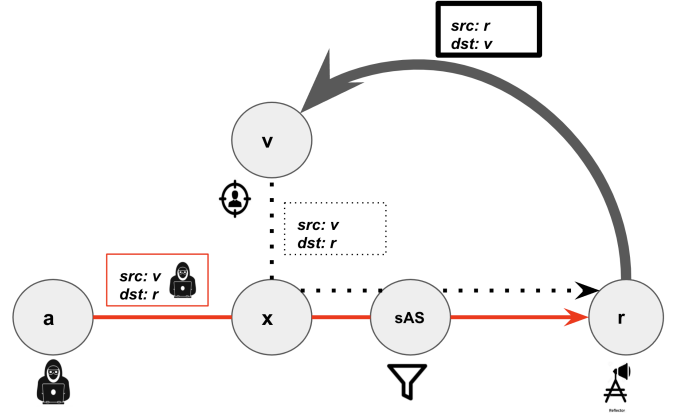 src: r
dst: v
v
src: v
dst: r
src: v
dst: r
a
x
sAS
r
Reflector